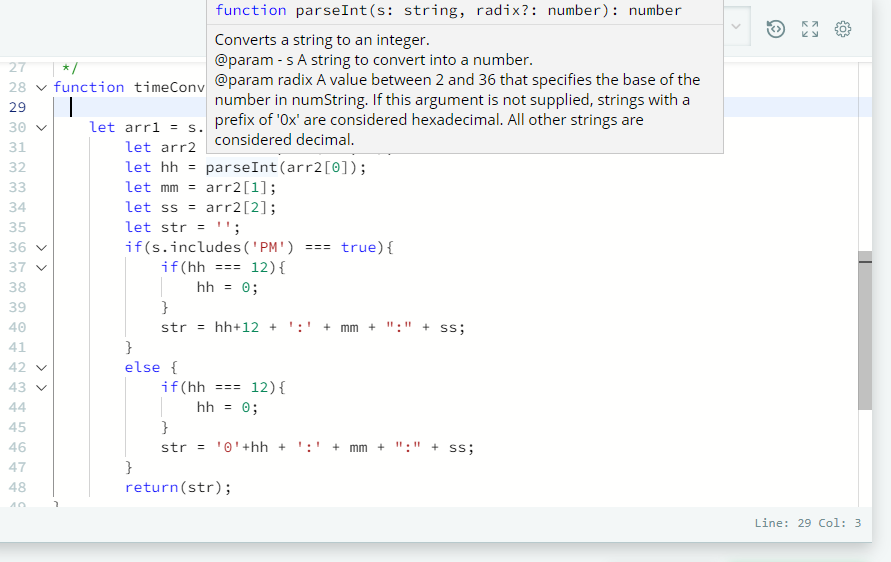 function parseInt(s: string, radix?: number): number
Converts a string to an integer.
@param - s A string to convert into a number.
@param radix A value between 2 and 36 that specifies the base of the
number in numString. If this argument is not supplied, strings with a
prefix of '0x' are considered hexadecimal. All other strings are
considered decimal.
27 */
28 function timeConv
29
30 let arr1 = s.
31 let arr2
32 let hh = parseInt(arr2[0]);
33 let mm = arr2[1];
34 let ss = arr2[2];
35 let str = '';
36 if(s.includes('PM') === true){
37 if(hh === 12){
38 hh = 0;
39 }
40 str = hh+12 + ':' + mm + ":" + ss;
41 }
42 else {
43 if(hh === 12){
44 hh = 0;
45 }
46 str = '0'+hh + ':' + mm + ":" + ss;
47 }
48 return(str);
49 }
Line: 29 Col: 3